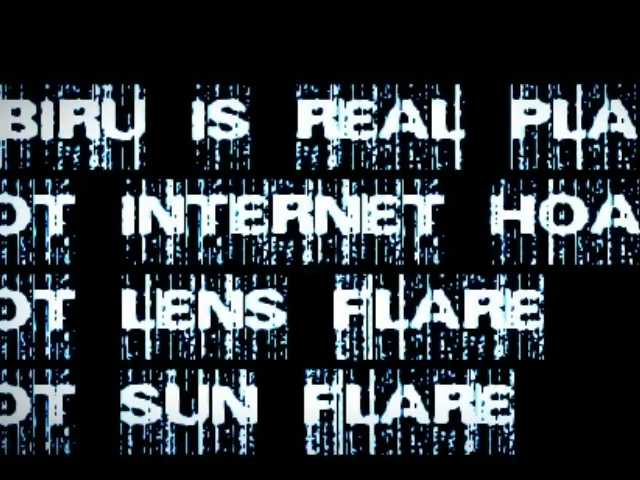 BIRU IS REAL PLA
OT INTERNET HOA
OT LENS FLARE
OT SUN FLARE